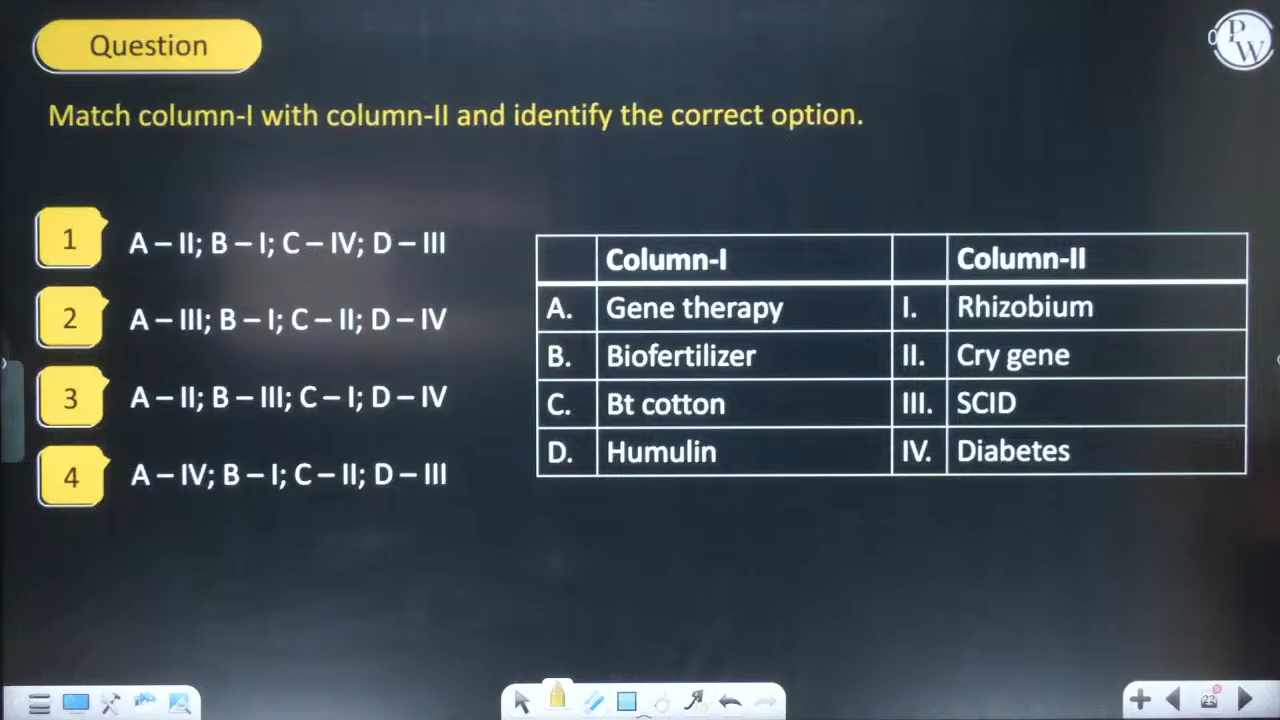 Question
PW
Match column-I with column-II and identify the correct option.
1 A – II; B – I; C – IV; D – III
2 A – III; B – I; C – II; D – IV
3 A – II; B – III; C – I; D – IV
4 A – IV; B – I; C – II; D – III
Column-I Column-II
A. Gene therapy I. Rhizobium
B. Biofertilizer II. Cry gene
C. Bt cotton III. SCID
D. Humulin IV. Diabetes
22